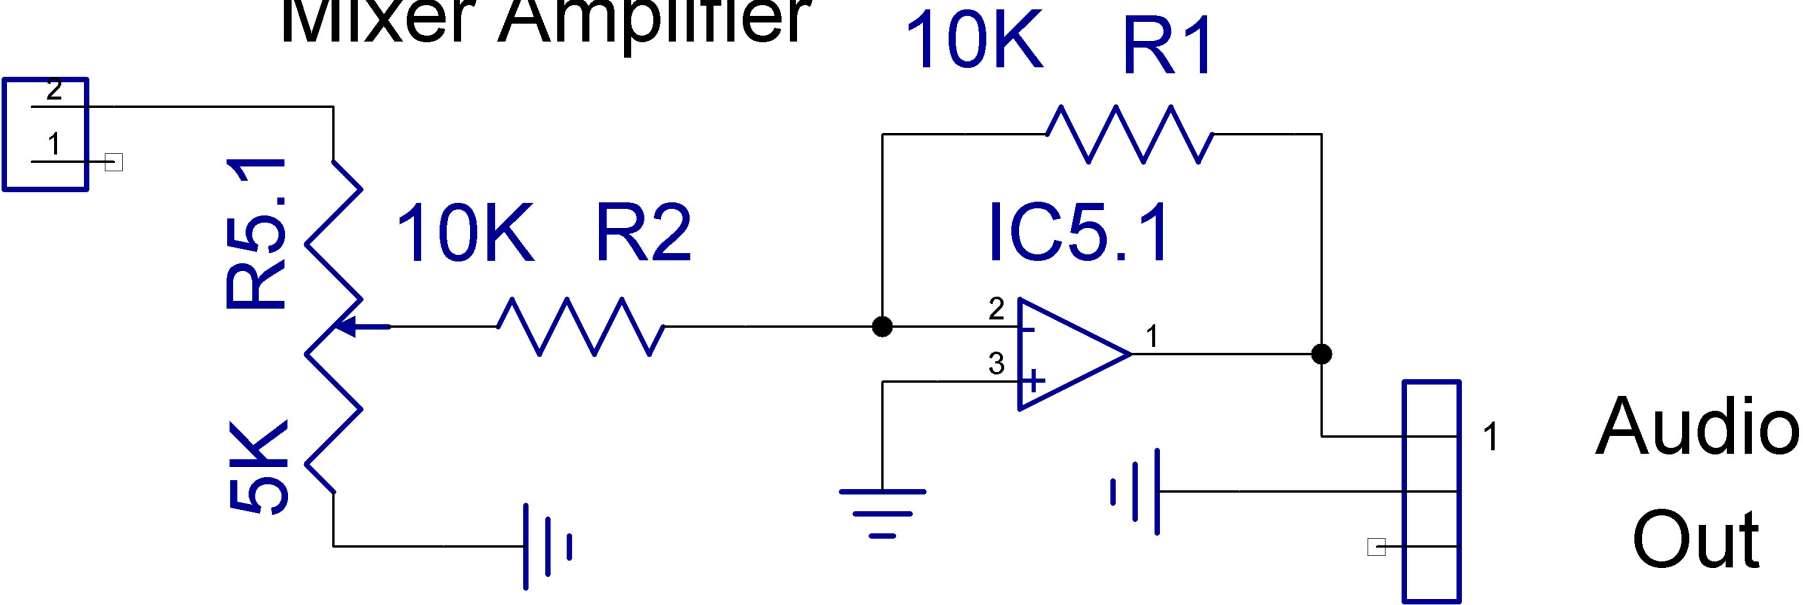 Mixer Amplifier
10K R1
2
1
R5.1
5K
10K R2
IC5.1
2
3
1
-
+
1
Audio
Out